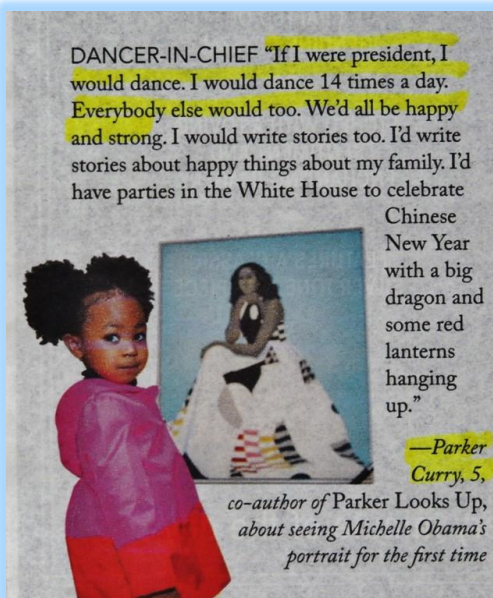 DANCER-IN-CHIEF “If I were president, I
would dance. I would dance 14 times a day.
Everybody else would too. We’d all be happy
and strong. I would write stories too. I’d write
stories about happy things about my family. I’d
have parties in the White House to celebrate
Chinese
New Year
with a big
dragon and
some red
lanterns
hanging
up.”
—Parker
Curry, 5,
co-author of Parker Looks Up,
about seeing Michelle Obama’s
portrait for the first time